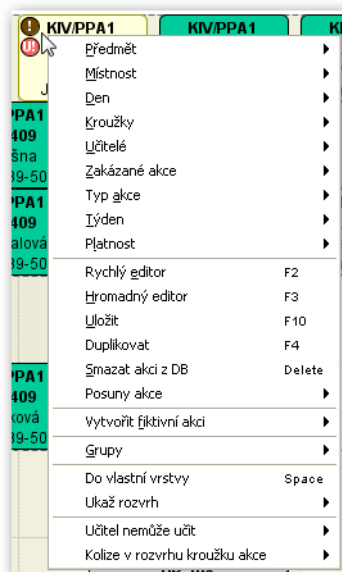 KIV/PPA1 KIV/PPA1
U!
Předmět
Místnost
Den
Kroužky
Učitelé
Zakázané akce
Typ akce
Týden
Platnost
Rychlý editor F2
Hromadný editor F3
Uložit F10
Duplikovat F4
Smazat akci z DB Delete
Posuny akce
Vytvořit fiktivní akci
Grupy
Do vlastní vrstvy Space
Ukaž rozvrh
Učitel nemůže učit
Kolize v rozvrhu kroužku akce
PPA1
409
šna
39-50
PPA1
409
alová
39-50
PPA1
409
ková
39-50